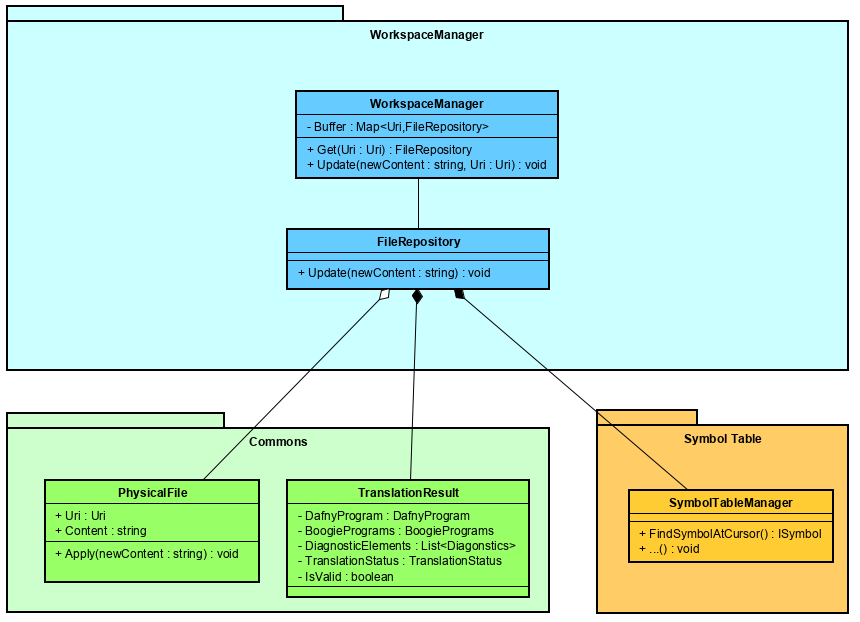 WorkspaceManager
WorkspaceManager
- Buffer : Map<Uri,FileRepository>
+ Get(Uri : Uri) : FileRepository
+ Update(newContent : string, Uri : Uri) : void
FileRepository
+ Update(newContent : string) : void
Commons
PhysicalFile
+ Uri : Uri
+ Content : string
+ Apply(newContent : string) : void
TranslationResult
- DafnyProgram : DafnyProgram
- BoogiePrograms : BoogiePrograms
- DiagnosticElements : List<Diagonstics>
- TranslationStatus : TranslationStatus
- IsValid : boolean
Symbol Table
SymbolTableManager
+ FindSymbolAtCursor() : ISymbol
+ ...() : void